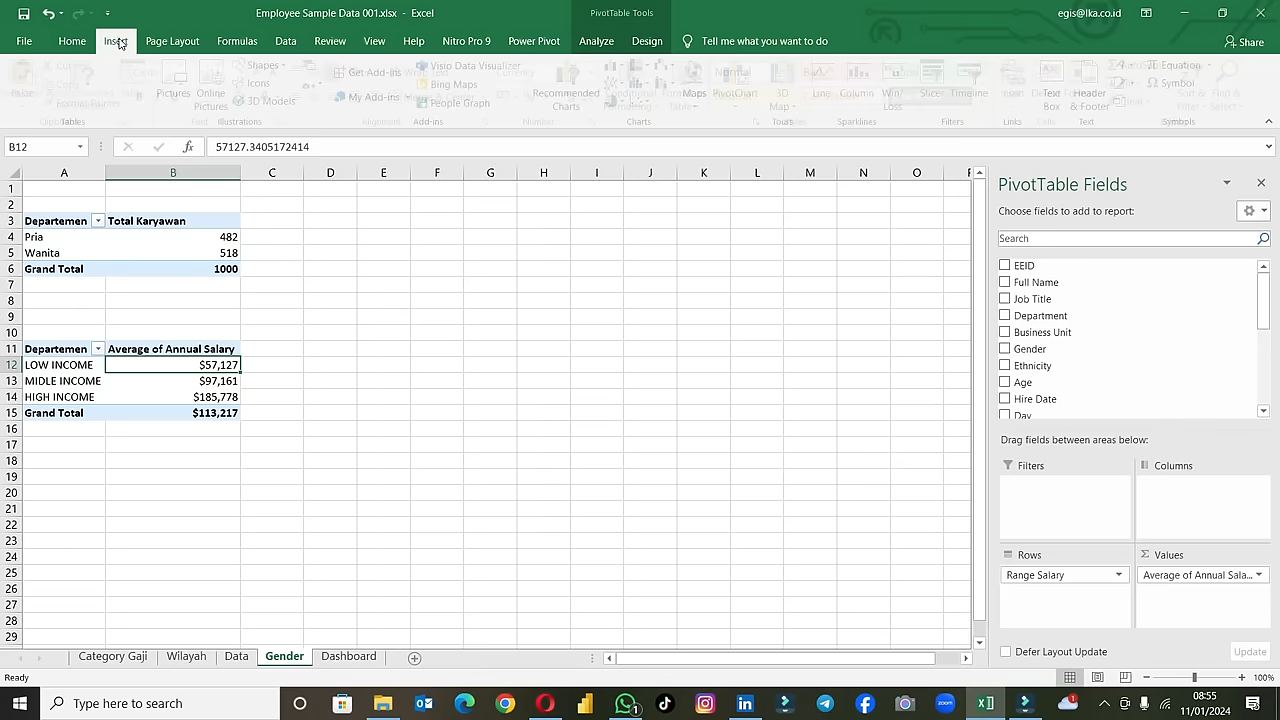 Employee Sample Data 001.xlsx - Excel
PivotTable Tools
egis@lka.co.id
File Home Insert Page Layout Formulas Data Review View Help Nitro Pro 9 Power Pivot Analyze Design Tell me what you want to do Share
Shapes
Icons
3D Models
Pictures
Online Pictures
Get Add-ins
My Add-ins
Visio Data Visualizer
Bing Maps
People Graph
Recommended Charts
Maps
PivotChart
3D Map
Line
Column
Win/Loss
Slicer
Timeline
Text Box
Header & Footer
Equation
Symbol
Tables Illustrations Add-ins Charts Tours Sparklines Filters Links Text Symbols
B12 fx 57127.3405172414
A B C D E F G H I J K L M N O
1
2
3 Departemen Total Karyawan
4 Pria 482
5 Wanita 518
6 Grand Total 1000
7
8
9
10
11 Departemen Average of Annual Salary
12 LOW INCOME $57,127
13 MIDLE INCOME $97,161
14 HIGH INCOME $185,778
15 Grand Total $113,217
16
17
18
19
20
21
22
23
24
25
26
27
28
29
PivotTable Fields
Choose fields to add to report:
Search
EEID
Full Name
Job Title
Department
Business Unit
Gender
Ethnicity
Age
Hire Date
Day
Drag fields between areas below:
Filters Columns
Rows Σ Values
Range Salary Average of Annual Sala...
Defer Layout Update Update
Category Gaji Wilayah Data Gender Dashboard
Ready 100%
Type here to search
1
08:55
11/01/2024